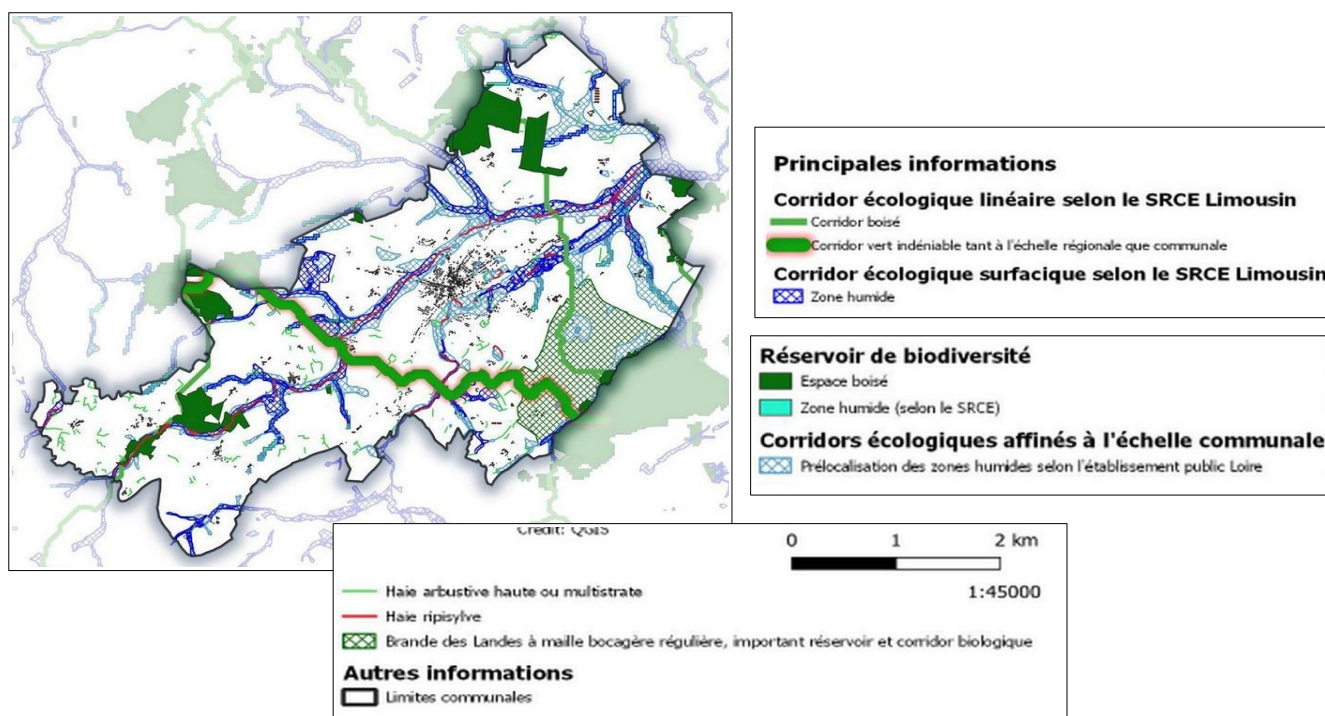 Principales informations
Corridor écologique linéaire selon le SRCE Limousin
Corridor boisé
Corridor vert indéniable tant à l'échelle régionale que communale
Corridor écologique surfacique selon le SRCE Limousin
Zone humide
Réservoir de biodiversité
Espace boisé
Zone humide (selon le SRCE)
Corridors écologiques affinés à l'échelle communale
Prélocalisation des zones humides selon l'établissement public Loire
Crédit: QGIS
0 1 2 km
1:45000
Haie arbustive haute ou multistrate
Haie ripisylve
Brande des Landes à maille bocagère régulière, important réservoir et corridor biologique
Autres informations
Limites communales